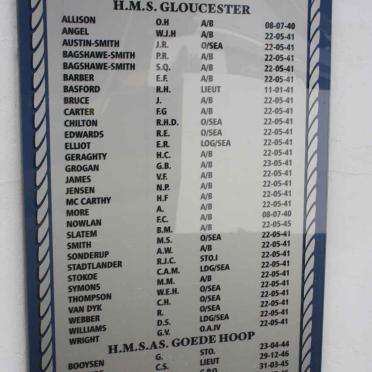 H.M.S. GLOUCESTER
ALLISON O.H A/B 08-07-40
ANGEL W.J.H A/B 22-05-41
AUSTIN-SMITH J.R. O/SEA 22-05-41
BAGSHAWE-SMITH P.R. A/B 22-05-41
BAGSHAWE-SMITH S.Q. A/B 22-05-41
BARBER E.F. A/B 22-05-41
BASFORD R.H. LIEUT 11-01-41
BRUCE J. A/B 22-05-41
CARTER F.G A/B 22-05-41
CHILTON R.H.D. O/SEA 22-05-41
EDWARDS R.E. O/SEA 22-05-41
ELLIOT E.R. LOG/SEA 22-05-41
GERAGHTY H.C. A/B 22-05-41
GROGAN A/B 23-05-41
JAMES V.F. A/B 22-05-41
JENSEN N.P. A/B 22-05-41
MC CARTHY H.F A/B 22-05-41
MORE A. A/B 22-05-41
NOWLAN F.C. A/B 08-07-40
SLATEM B.M. A/B 22-05-45
SMITH M.S. O/SEA 22-05-41
SONDERUP A.W. A/B 22-05-41
STADTLANDER R.J.C. STO.I 22-05-41
STOKOE C.A.M. LDG/SEA 22-05-41
SYMONS M.M. A/B 22-05-41
THOMPSON W.E.H. O/SEA 22-05-41
VAN DYK C.H. O/SEA 22-05-41
WEBBER R. O/SEA 22-05-41
WILLIAMS D.S. LDG/SEA 22-05-41
WRIGHT G.V. O.A.IV 22-05-41
H.M.S.AS. GOEDE HOOP
BOOYSEN G. STO. 23-04-44
C.S. LIEUT 29-12-46
31-03-45